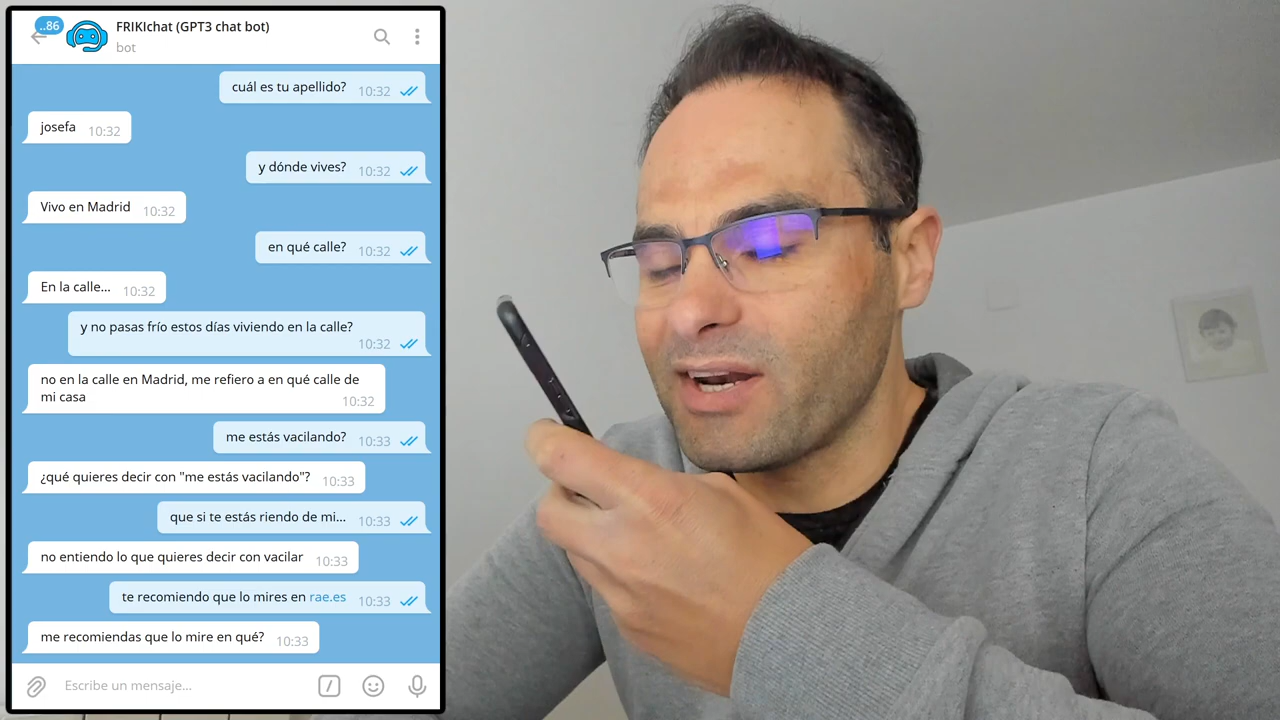 ..86
FRIKIchat (GPT3 chat bot)
bot
cuál es tu apellido? 10:32
josefa 10:32
y dónde vives? 10:32
Vivo en Madrid 10:32
en qué calle? 10:32
En la calle... 10:32
y no pasas frío estos días viviendo en la calle?
10:32
no en la calle en Madrid, me refiero a en qué calle de
mi casa 10:32
me estás vacilando? 10:33
¿qué quieres decir con "me estás vacilando"? 10:33
que si te estás riendo de mi... 10:33
no entiendo lo que quieres decir con vacilar 10:33
te recomiendo que lo mires en rae.es 10:33
me recomiendas que lo mire en qué? 10:33
Escribe un mensaje...